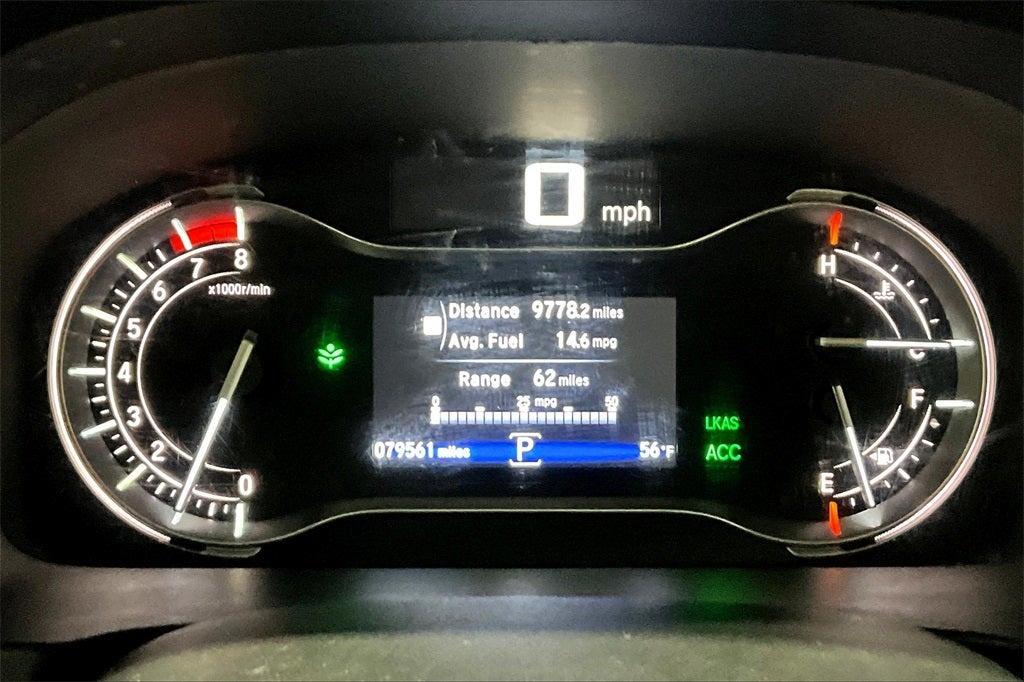 0 mph
8
7
6
x1000r/min
5
4
3
2
0
Distance 9778.2 miles
Avg. Fuel 14.6 mpg
Range 62 miles
0 25 mpg 50
079561 miles P 56°F
LKAS
ACC
H
C
F
E